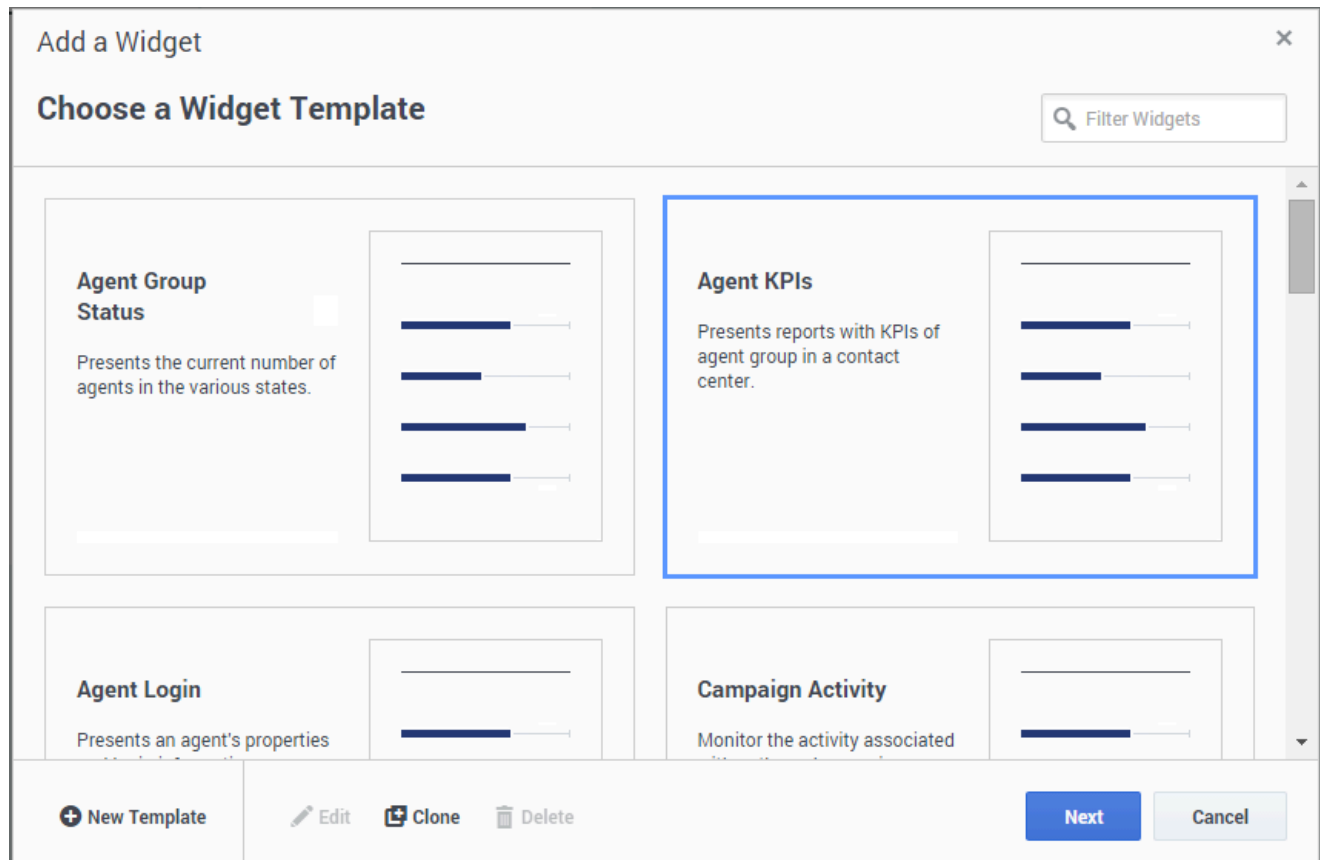 Add a Widget
Choose a Widget Template
Filter Widgets
Agent Group
Status
Presents the current number of
agents in the various states.
Agent KPIs
Presents reports with KPIs of
agent group in a contact
center.
Agent Login
Presents an agent's properties
Campaign Activity
Monitor the activity associated
New Template
Edit
Clone
Delete
Next
Cancel